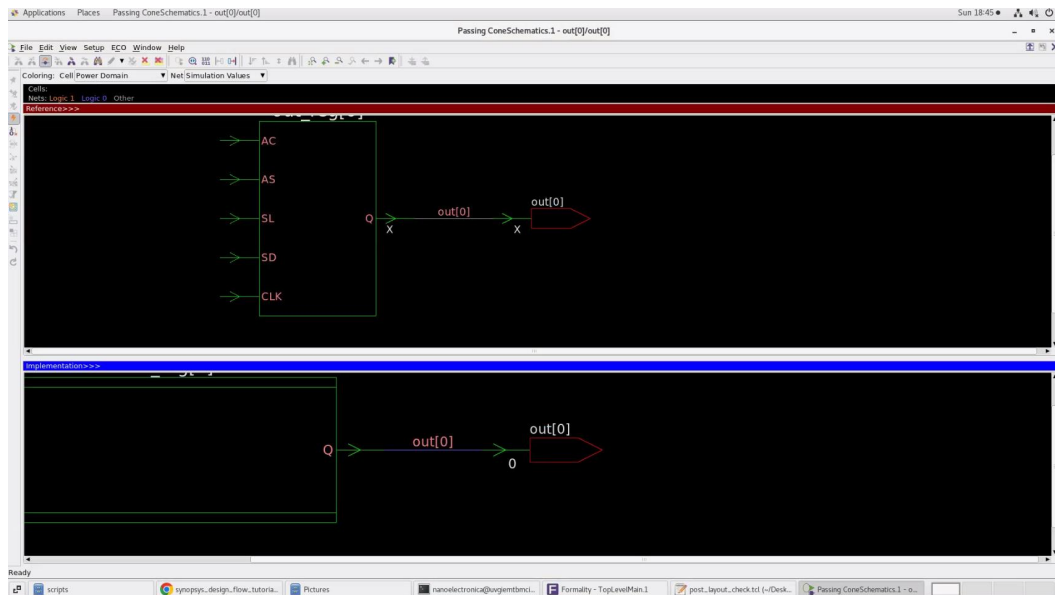 Applications Places Passing ConeSchematics.1 - out[0]/out[0] Sun 18:45
Passing ConeSchematics.1 - out[0]/out[0]
File Edit View Setup ECO Window Help
Coloring: Cell Power Domain Net Simulation Values
Cells:
Nets: Logic 1 Logic 0 Other
Reference>>>
AC
AS
SL
SD
CLK
Q
X
out[0]
X
out[0]
Implementation>>>
Q
out[0]
0
out[0]
Ready
scripts synopsys_design_flow_tutoria... Pictures nanoelectronica@uvgiemtbmci... Formality - TopLevelMain.1 post_layout_check.tcl (~/Desk... Passing ConeSchematics.1 - o...